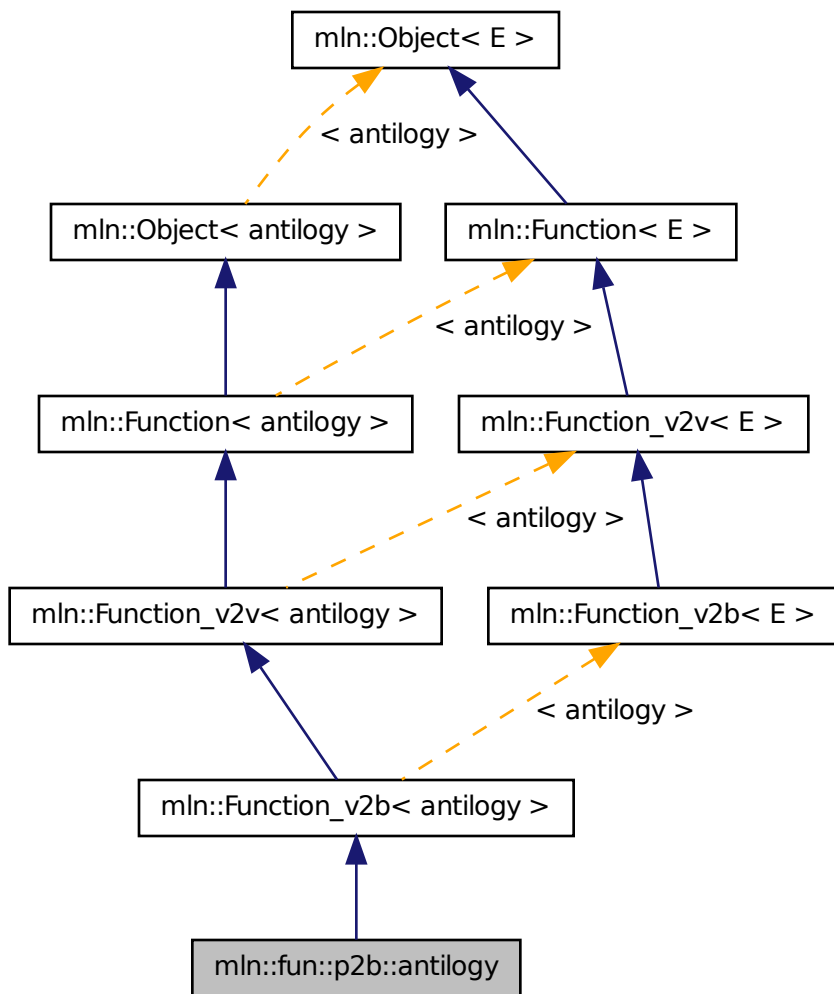 mln::Object< E >
< antilogy >
mln::Object< antilogy >
mln::Function< E >
< antilogy >
mln::Function< antilogy >
mln::Function_v2v< E >
< antilogy >
mln::Function_v2v< antilogy >
mln::Function_v2b< E >
< antilogy >
mln::Function_v2b< antilogy >
mln::fun::p2b::antilogy